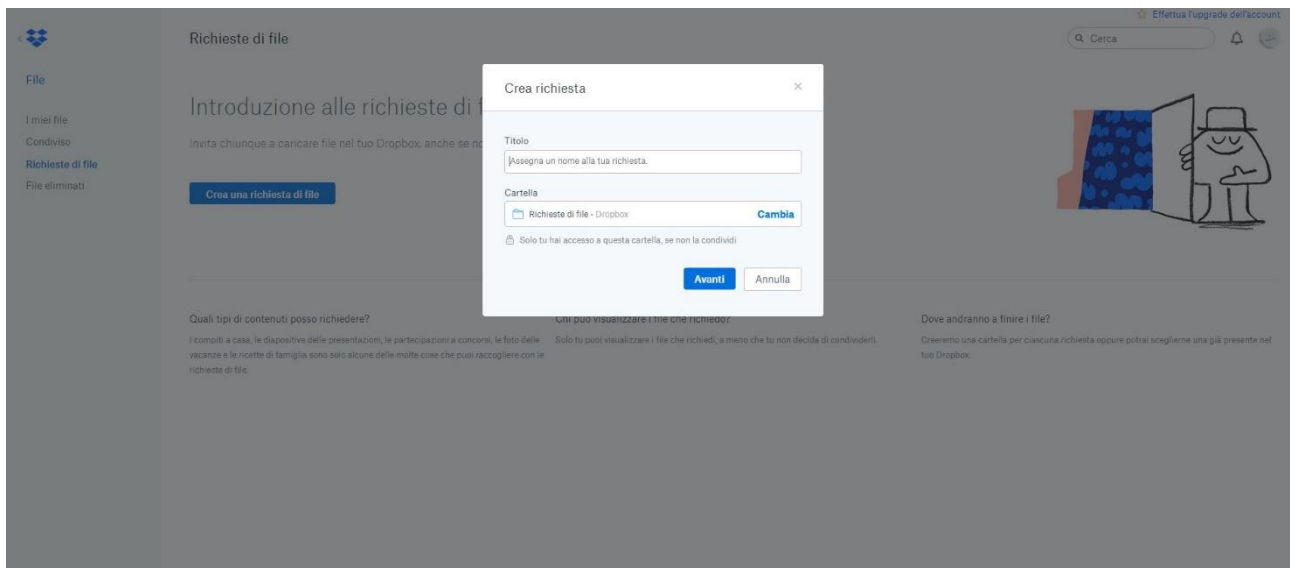 Effettua l'upgrade dell'account
Richieste di file
Cerca
File
I miei file
Condiviso
Richieste di file
File eliminati
Introduzione alle richieste di f
Invita chiunque a caricare file nel tuo Dropbox, anche se no
Crea una richiesta di file
Crea richiesta
Titolo
Assegna un nome alla tua richiesta.
Cartella
Richieste di file - Dropbox
Cambia
Solo tu hai accesso a questa cartella, se non la condividi
Avanti
Annulla
Quali tipi di contenuti posso richiedere?
I compiti a casa, le diapositive delle presentazioni, le partecipazioni a concorsi, le foto delle
vacanze e le ricette di famiglia sono solo alcune delle molte cose che puoi raccogliere con le
richieste di file.
Chi può visualizzare i file che richiedo?
Solo tu puoi visualizzare i file che richiedi, a meno che tu non decida di condividerli.
Dove andranno a finire i file?
Creeremo una cartella per ciascuna richiesta oppure potrai sceglierne una già presente nel
tuo Dropbox.